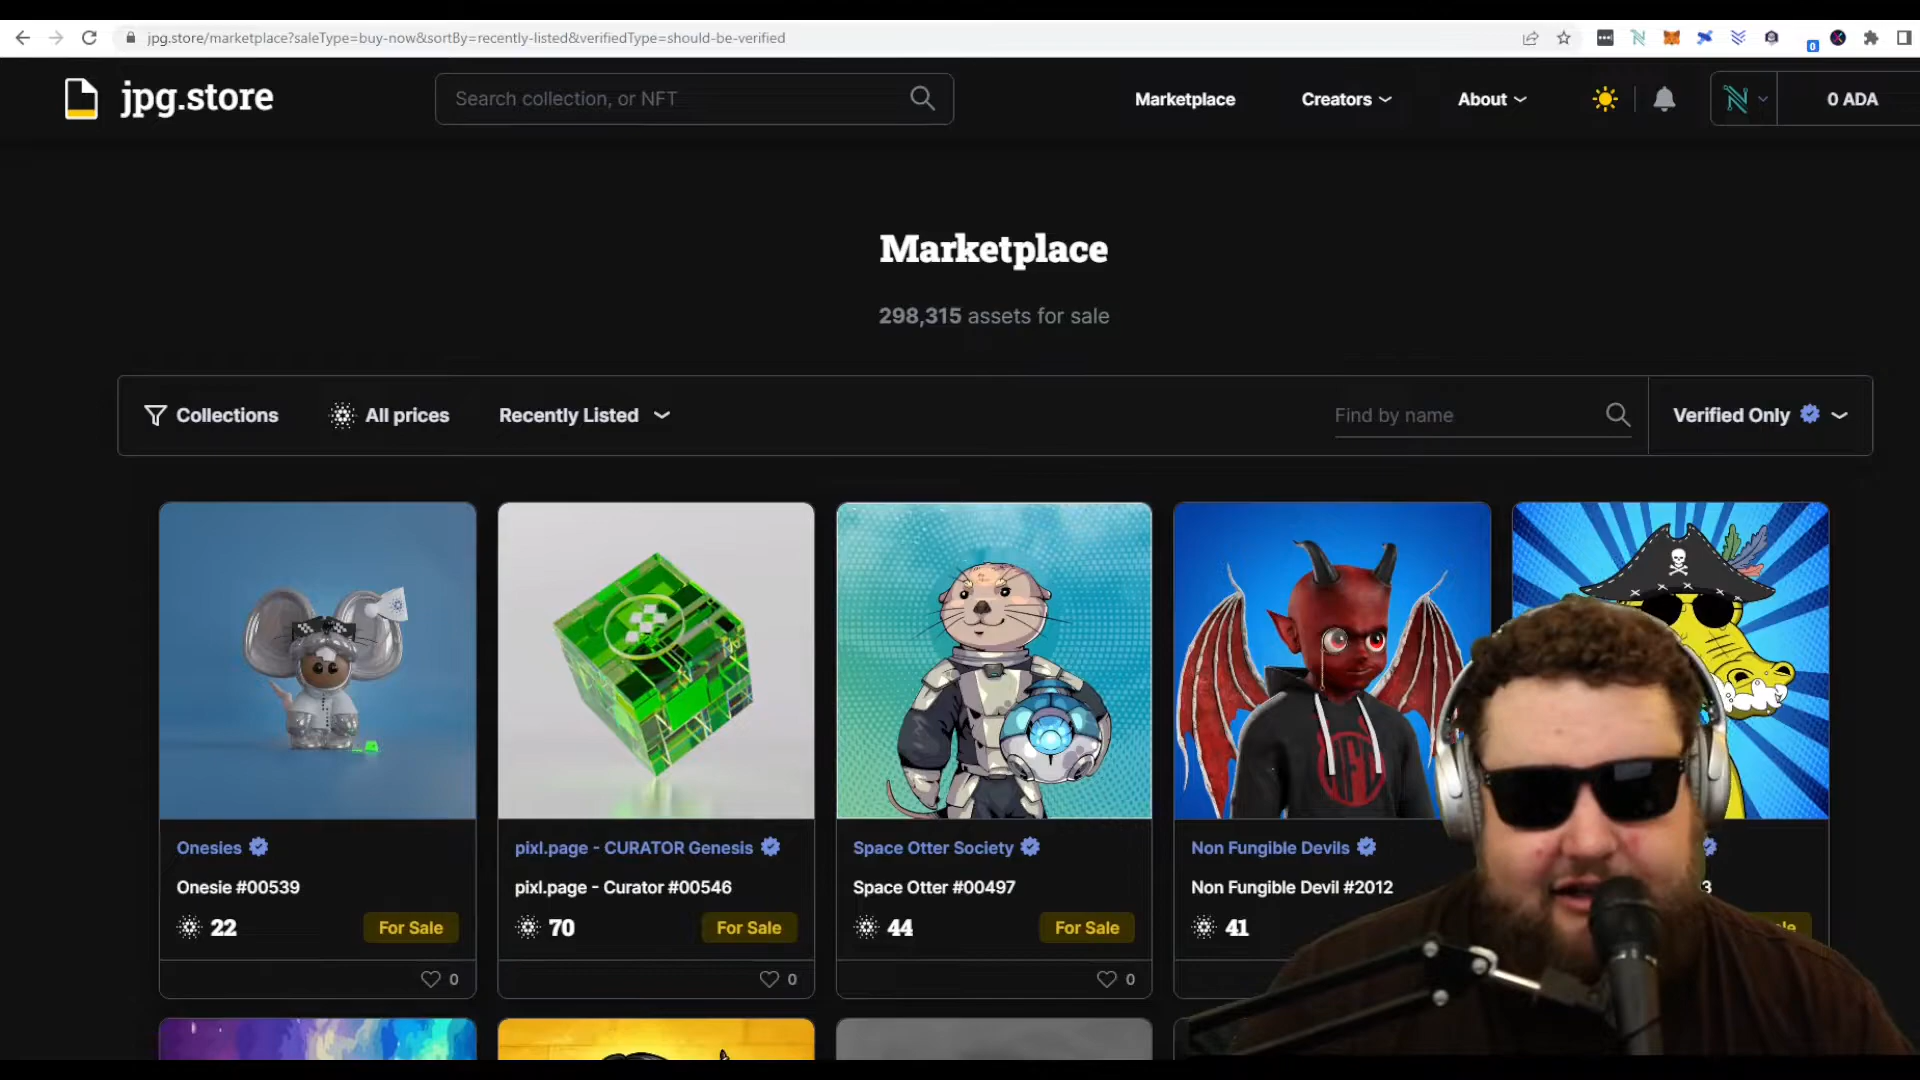 jpg.store/marketplace?saleType=buy-now&sortBy=recently-listed&verifiedType=should-be-verified
0
jpg.store
Search collection, or NFT
Marketplace
Creators
About
0 ADA
Marketplace
298,315 assets for sale
Collections
All prices
Recently Listed
Find by name
Verified Only
Onesies
Onesie #00539
22
For Sale
0
pixl.page - CURATOR Genesis
pixl.page - Curator #00546
70
For Sale
0
Space Otter Society
Space Otter #00497
44
For Sale
0
Non Fungible Devils
Non Fungible Devil #2012
41